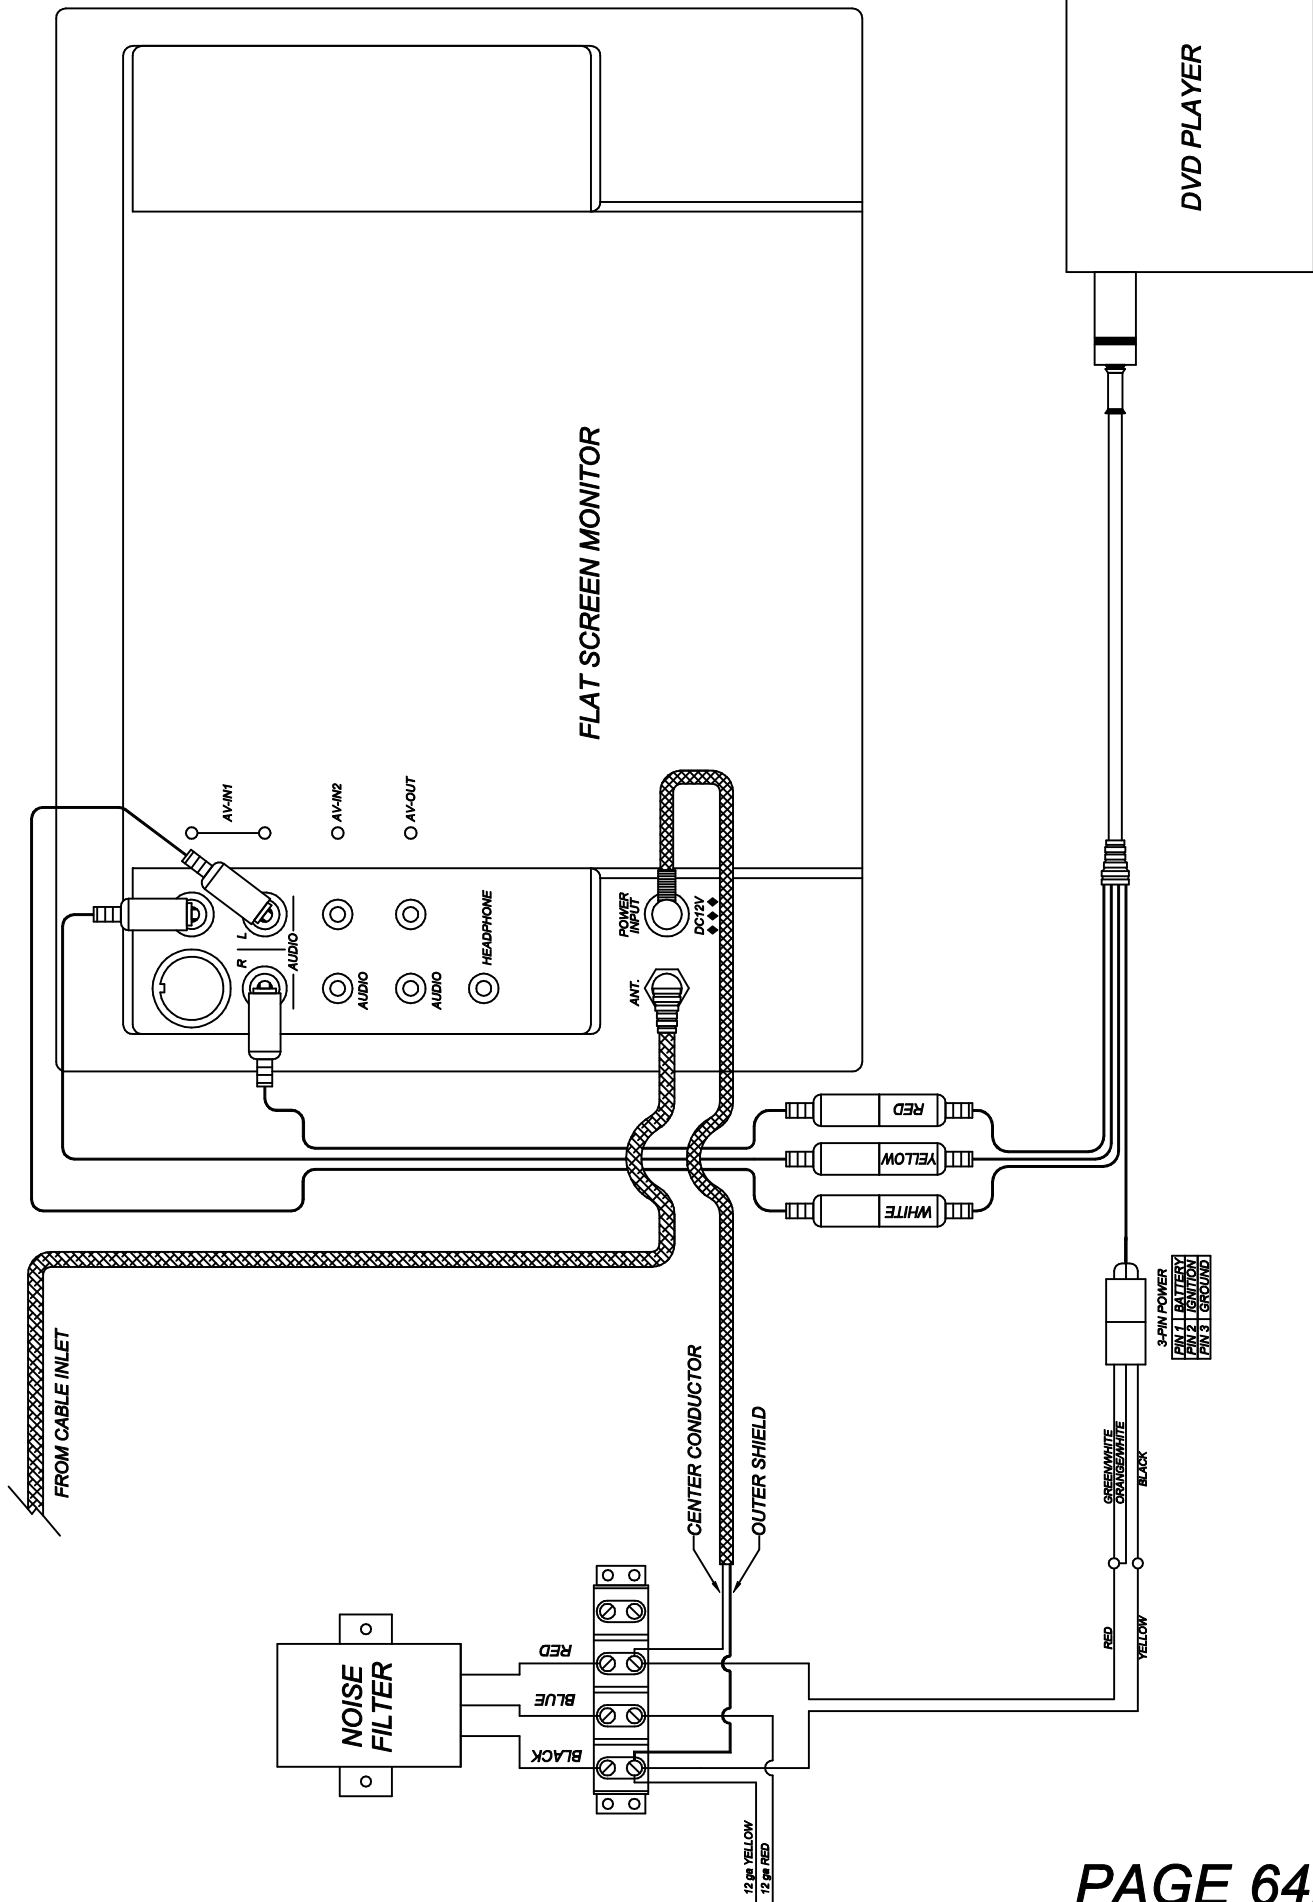 DVD PLAYER
FLAT SCREEN MONITOR
AV-IN1
AV-IN2
AV-OUT
L
R
AUDIO
AUDIO
AUDIO
HEADPHONE
POWER
INPUT
DC12V
ANT.
RED
YELLOW
WHITE
FROM CABLE INLET
3-PIN POWER
PIN 1 BATTERY
PIN 2 IGNITION
PIN 3 GROUND
CENTER CONDUCTOR
OUTER SHIELD
GREEN/WHITE
ORANGE/WHITE
BLACK
RED
YELLOW
NOISE
FILTER
RED
BLUE
BLACK
12 ga YELLOW
12 ga RED
PAGE 64